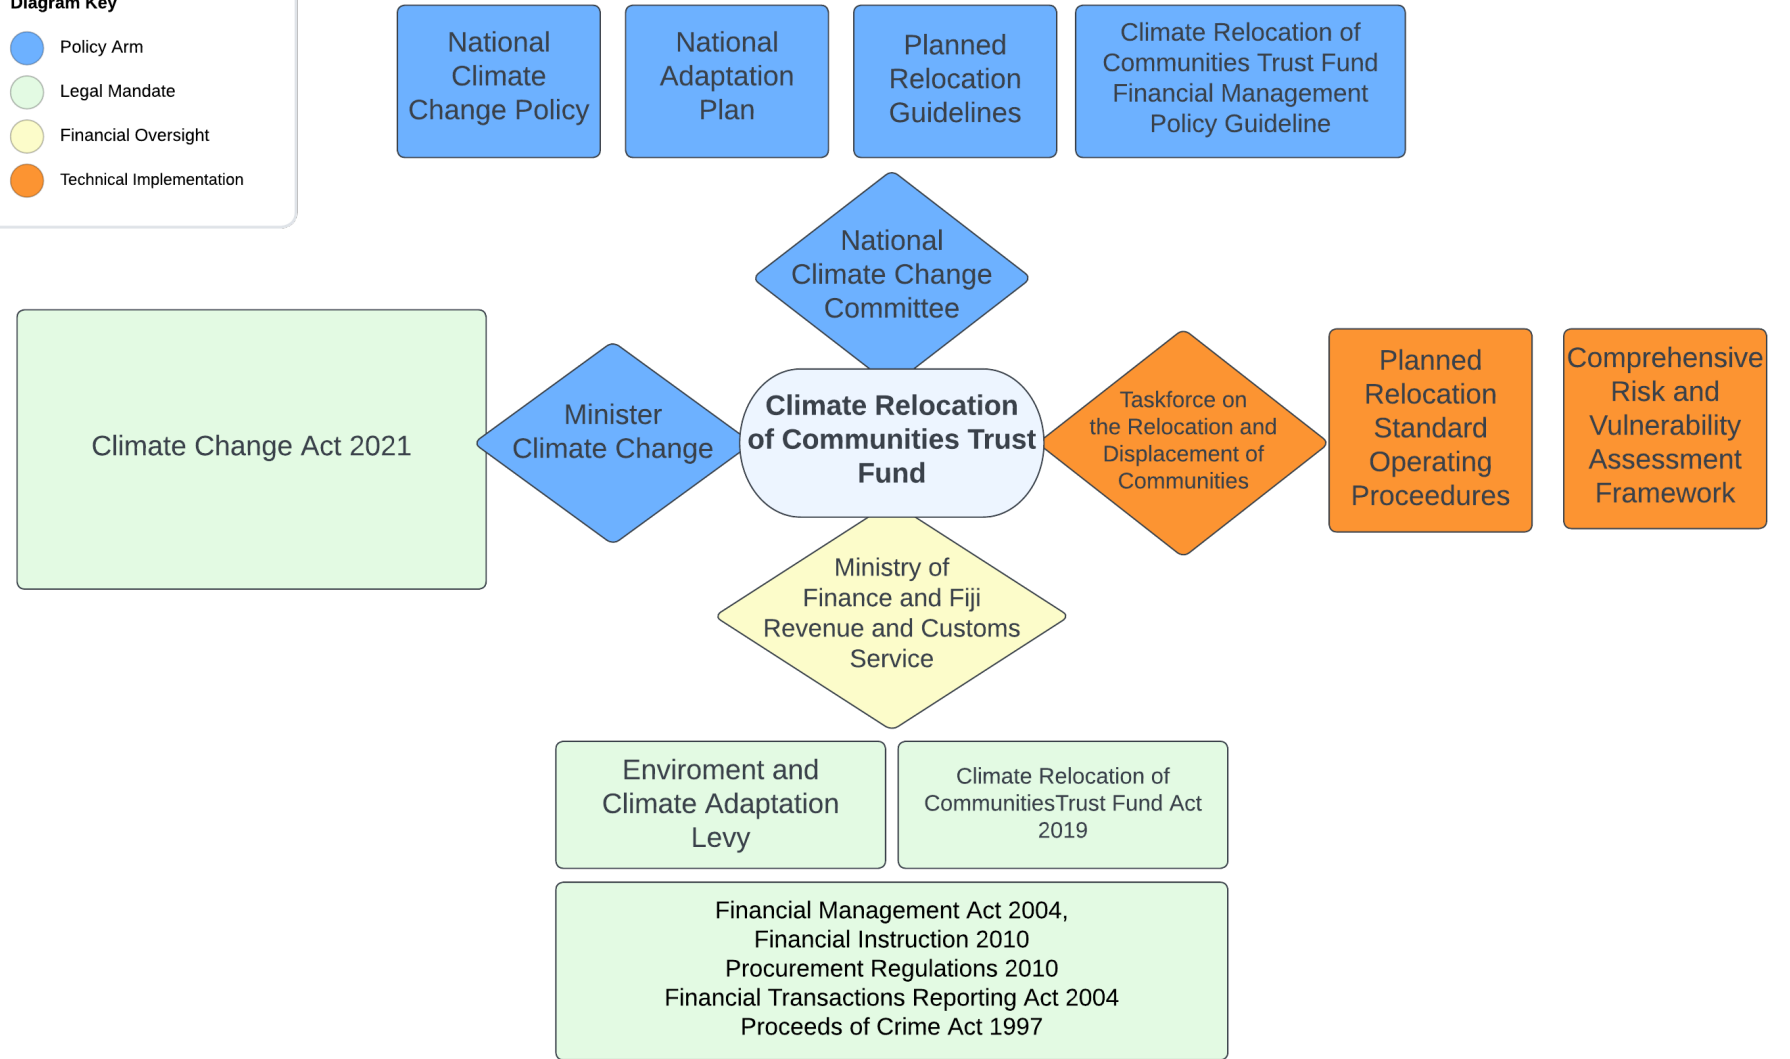 Diagram Key
Policy Arm
Legal Mandate
Financial Oversight
Technical Implementation
National
Climate
Change Policy
National
Adaptation
Plan
Planned
Relocation
Guidelines
Climate Relocation of
Communities Trust Fund
Financial Management
Policy Guideline
National
Climate Change
Committee
Climate Change Act 2021
Minister
Climate Change
Climate Relocation
of Communities Trust
Fund
Taskforce on
the Relocation and
Displacement of
Communities
Planned
Relocation
Standard
Operating
Proceedures
Comprehensive
Risk and
Vulnerability
Assessment
Framework
Ministry of
Finance and Fiji
Revenue and Customs
Service
Enviroment and
Climate Adaptation
Levy
Climate Relocation of
CommunitiesTrust Fund Act
2019
Financial Management Act 2004,
Financial Instruction 2010
Procurement Regulations 2010
Financial Transactions Reporting Act 2004
Proceeds of Crime Act 1997